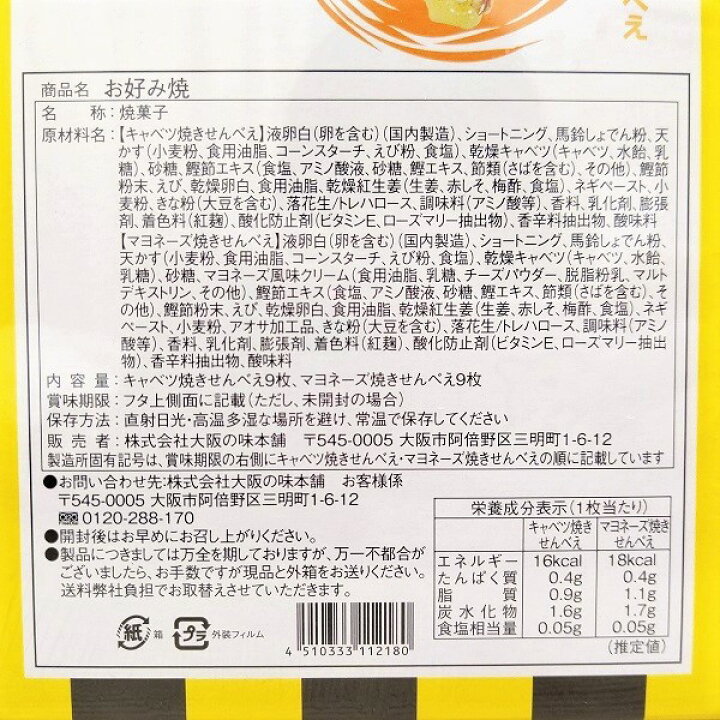 べえ
商品名 お好み焼
名 称:焼菓子
原材料名:【キャベツ焼きせんべえ】液卵白(卵を含む)(国内製造)、ショートニング、馬鈴しょでん粉、天
かす(小麦粉、食用油脂、コーンスターチ、えび粉、食塩)、乾燥キャベツ(キャベツ、水飴、乳
糖)、砂糖、鰹節エキス(食塩、アミノ酸液、砂糖、鰹エキス、節類(さばを含む)、その他)、鰹節
粉末、えび、乾燥卵白、食用油脂、乾燥紅生姜(生姜、赤しそ、梅酢、食塩)、ネギペースト、小
麦粉、きな粉(大豆を含む)、落花生/トレハロース、調味料(アミノ酸等)、香料、乳化剤、膨張
剤、着色料(紅麹)、酸化防止剤(ビタミンE、ローズマリー抽出物)、香辛料抽出物、酸味料
【マヨネーズ焼きせんべえ】液卵白(卵を含む)(国内製造)、ショートニング、馬鈴しょでん粉、
天かす(小麦粉、食用油脂、コーンスターチ、えび粉、食塩)、乾燥キャベツ(キャベツ、水飴、
乳糖)、砂糖、マヨネーズ風味クリーム(食用油脂、乳糖、チーズパウダー、脱脂粉乳、マルト
デキストリン、その他)、鰹節エキス(食塩、アミノ酸液、砂糖、鰹エキス、節類(さばを含む)、そ
の他)、鰹節粉末、えび、乾燥卵白、食用油脂、乾燥紅生姜(生姜、赤しそ、梅酢、食塩)、ネギ
ペースト、小麦粉、アオサ加工品、きな粉(大豆を含む)、落花生/トレハロース、調味料(アミノ
酸等)、香料、乳化剤、膨張剤、着色料(紅麹)、酸化防止剤(ビタミンE、ローズマリー抽出
物)、香辛料抽出物、酸味料
内 容 量:キャベツ焼きせんべえ9枚、マヨネーズ焼きせんべえ9枚
賞味期限:フタ上側面に記載(ただし、未開封の場合)
保存方法:直射日光・高温多湿な場所を避け、常温で保存してください
販 売 者:株式会社大阪の味本舗 〒545-0005 大阪市阿倍野区三明町1-6-12
製造所固有記号は、賞味期限の右側にキャベツ焼きせんべえ・マヨネーズ焼きせんべえの順に記載しています
●お問い合わせ先:株式会社大阪の味本舗 お客様係
〒545-0005 大阪市阿倍野区三明町1-6-12
0120-288-170
●開封後はお早めにお召し上がりください。
●製品につきましては万全を期しておりますが、万一不都合が
ございましたら、お手数ですが現品と外箱をお送りください。
送料弊社負担でお取替えさせていただきます。
紙 箱 プラ 外装フィルム
4 510333 112180
栄養成分表示(1枚当たり)
キャベツ焼きせんべえ マヨネーズ焼きせんべえ
エネルギー 16kcal 18kcal
たんぱく質 0.4g 0.4g
脂 質 0.9g 1.1g
炭水化物 1.6g 1.7g
食塩相当量 0.05g 0.05g
(推定値)